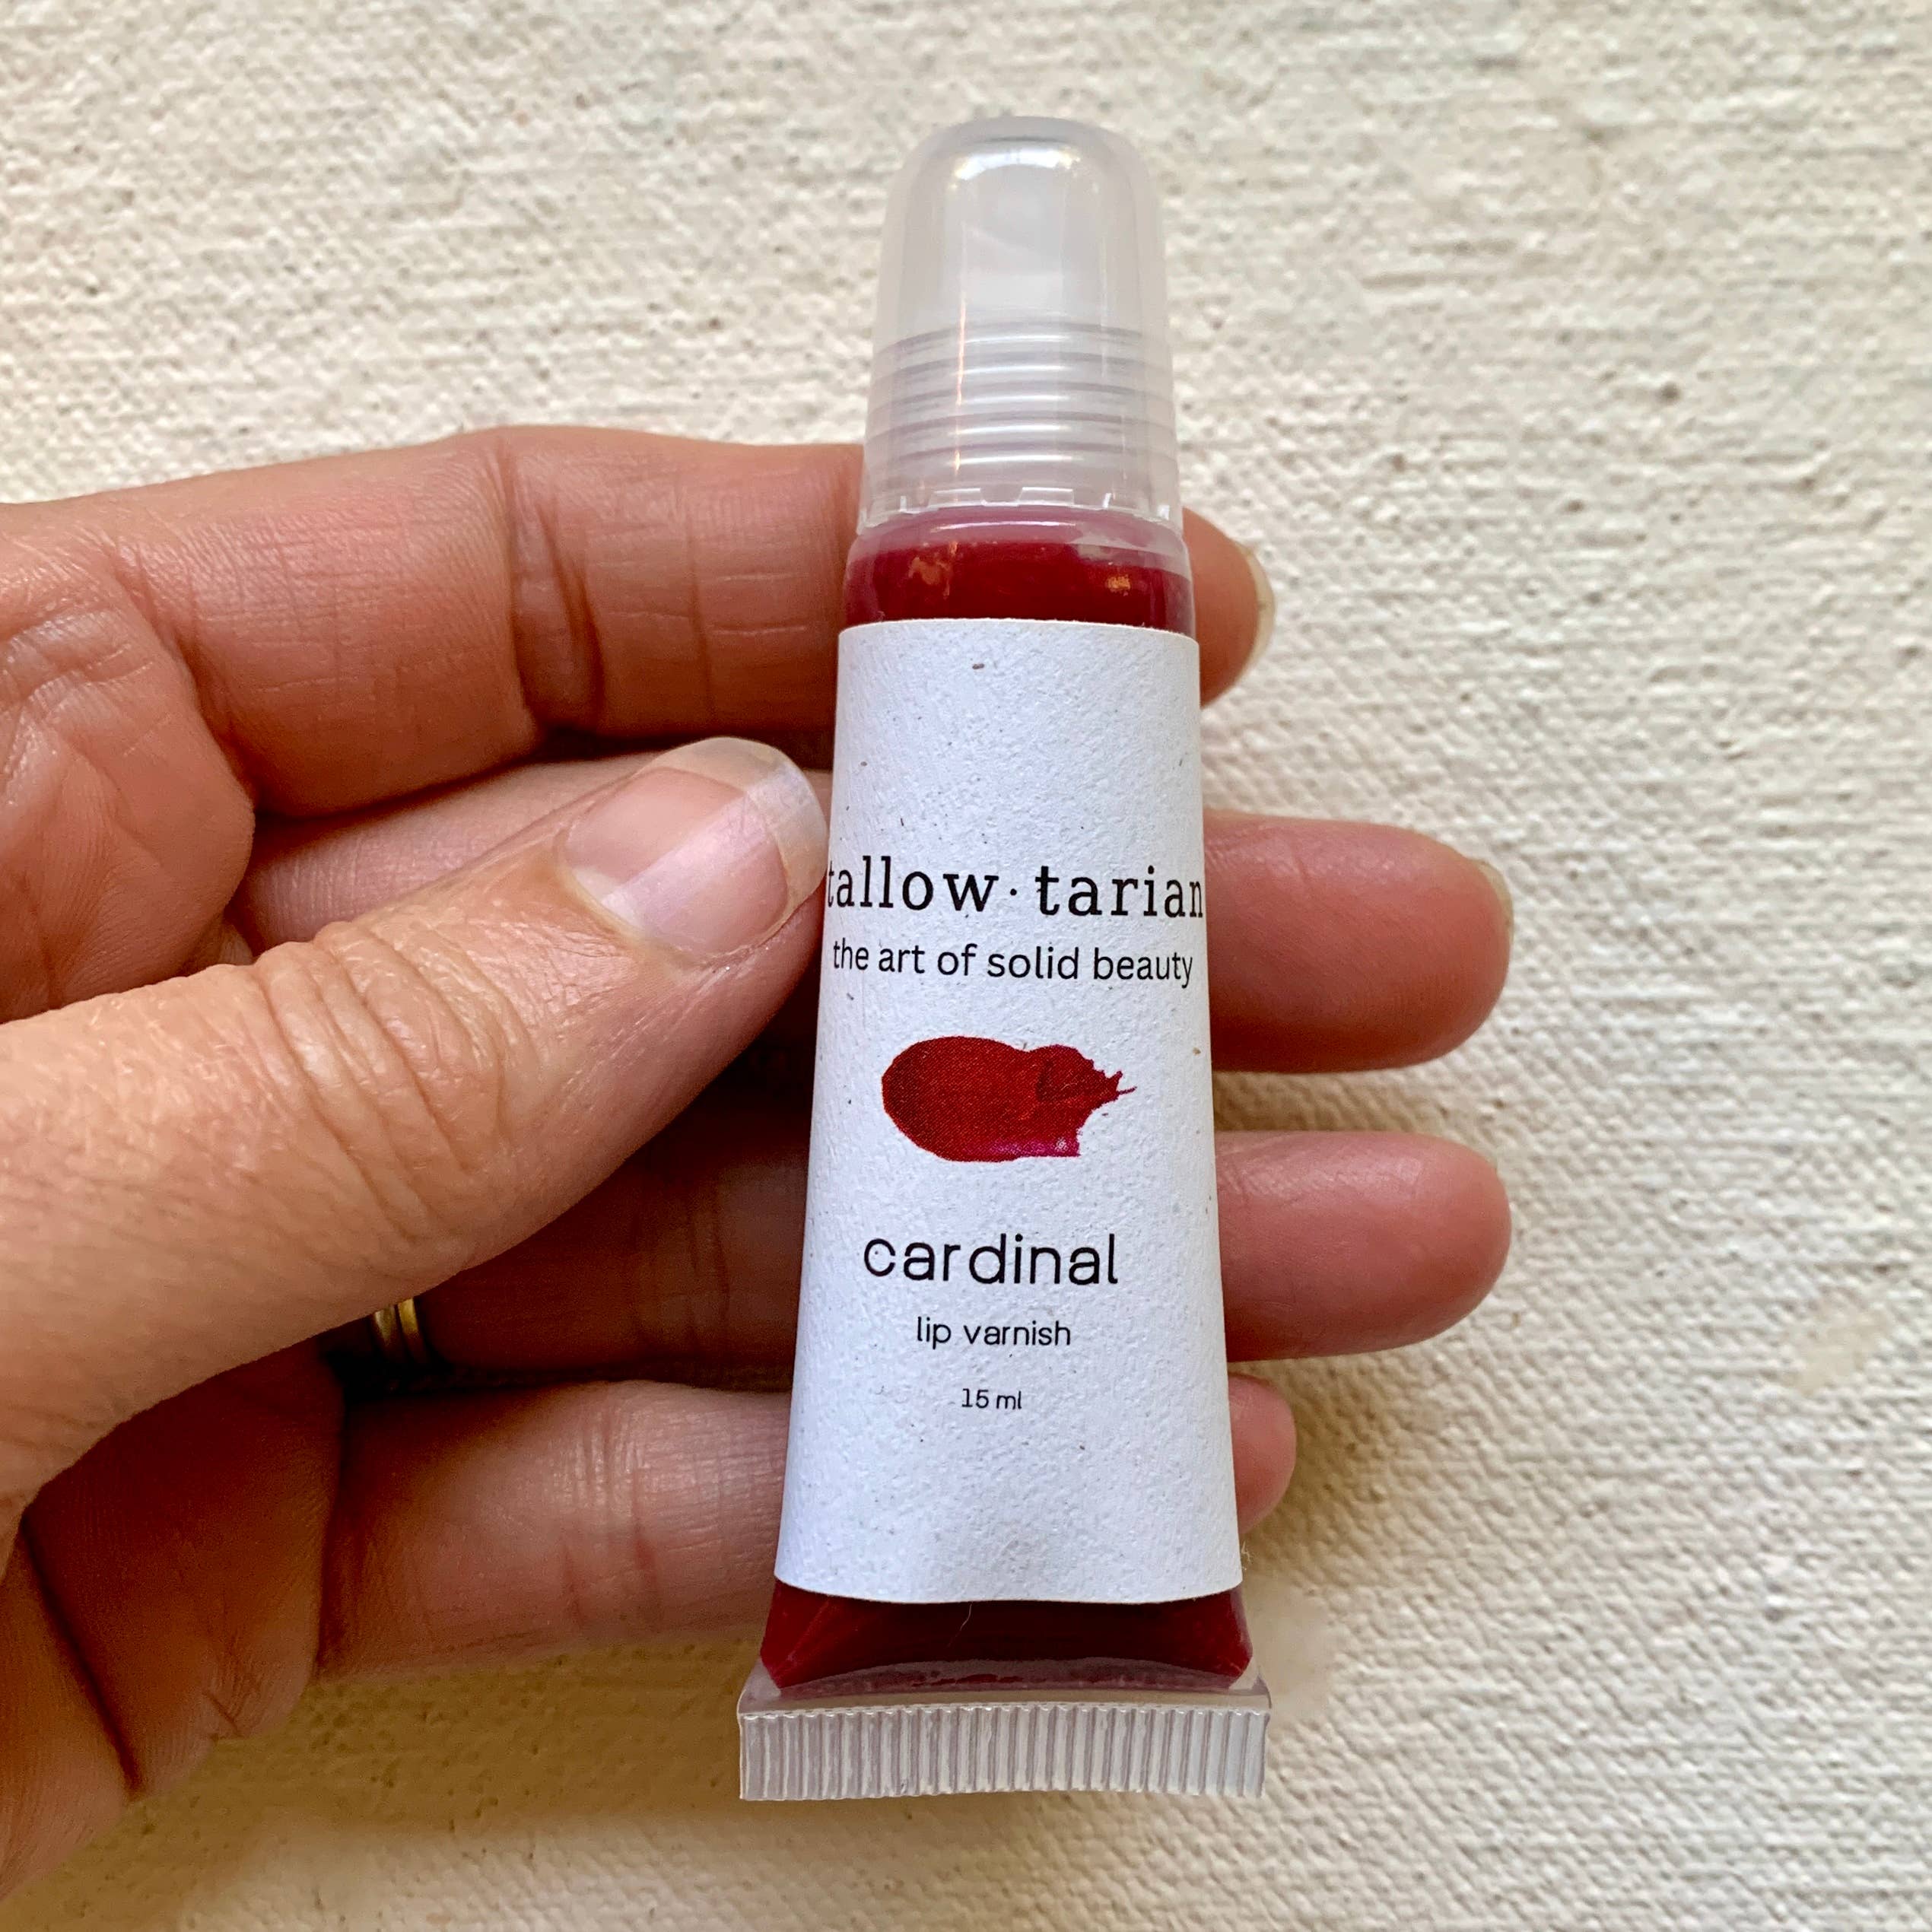 tallow·tarian
the art of solid beauty
cardinal
lip varnish
15 ml